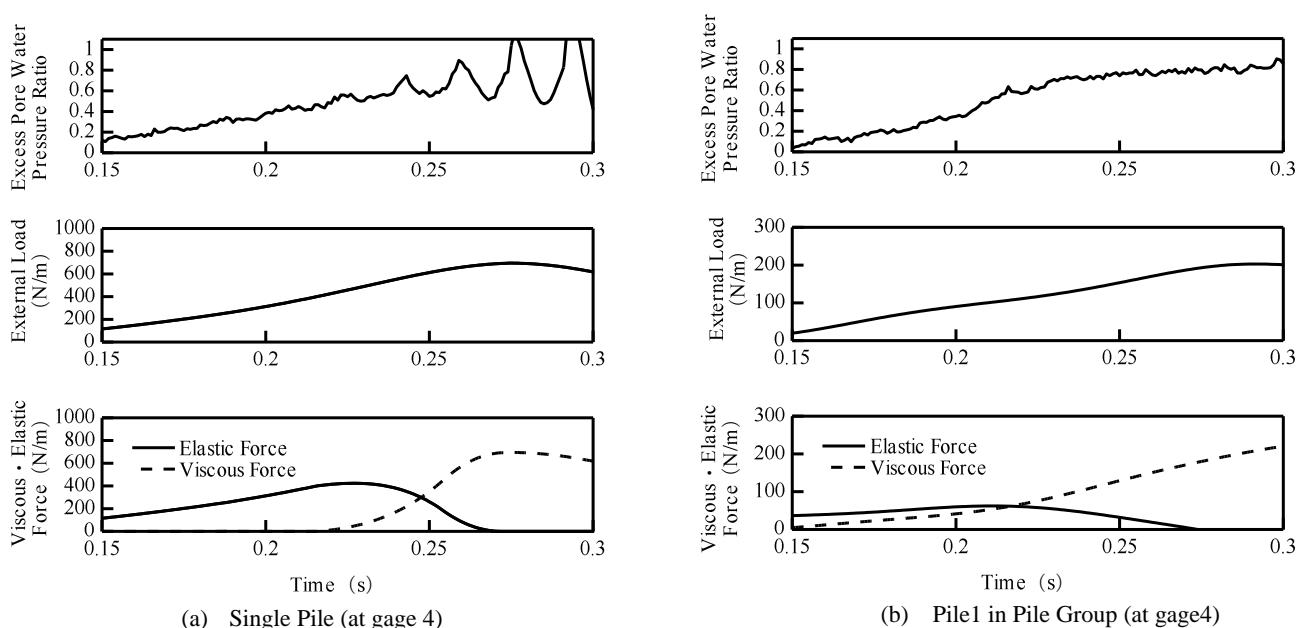 Excess Pore Water
Pressure Ratio
1
0.8
0.6
0.4
0.2
0
0.15
0.2
0.25
0.3
External Load
(N/m)
1000
800
600
400
200
0
0.15
0.2
0.25
0.3
Viscous・Elastic
Force (N/m)
1000
800
600
400
200
0
Elastic Force
Viscous Force
0.15
0.2
0.25
0.3
Time (s)
(a) Single Pile (at gage 4)
Excess Pore Water
Pressure Ratio
1
0.8
0.6
0.4
0.2
0
0.15
0.2
0.25
0.3
External Load
(N/m)
300
200
100
0
0.15
0.2
0.25
0.3
Viscous・Elastic
Force (N/m)
300
200
100
0
Elastic Force
Viscous Force
0.15
0.2
0.25
0.3
Time (s)
(b) Pile1 in Pile Group (at gage4)